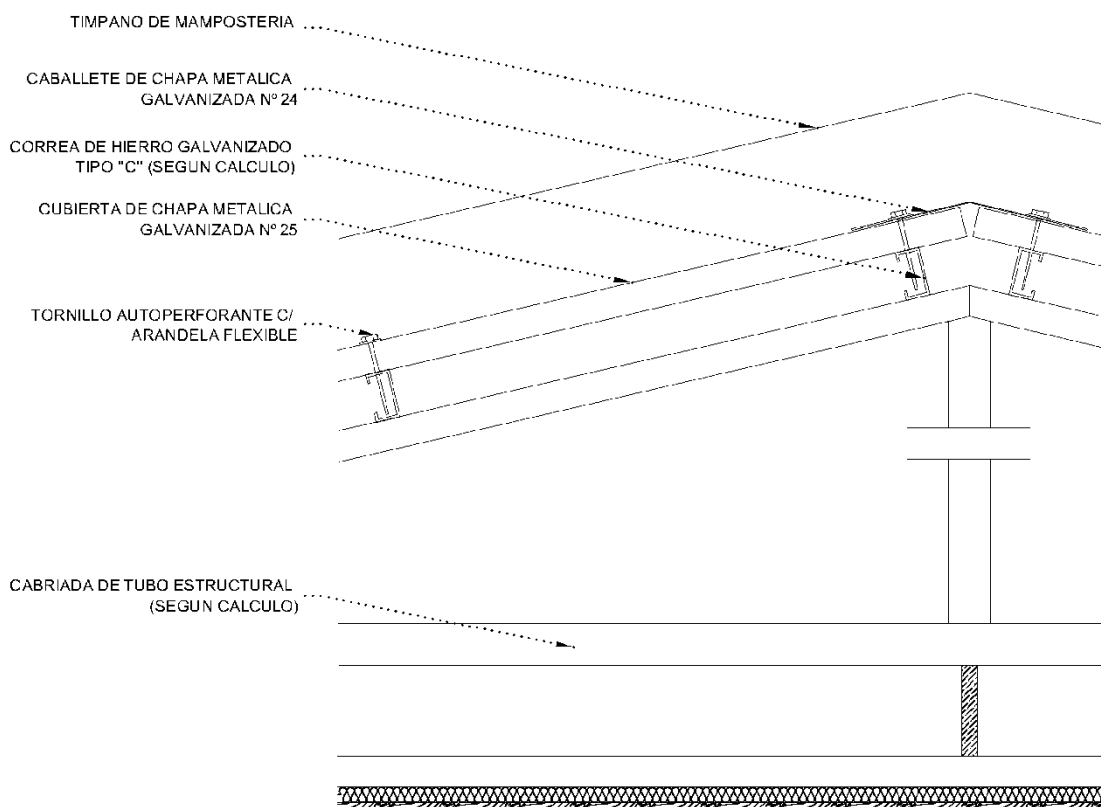 TIMPANO DE MAMPOSTERIA
CABALLETE DE CHAPA METALICA
GALVANIZADA Nº 24
CORREA DE HIERRO GALVANIZADO
TIPO "C" (SEGUN CALCULO)
CUBIERTA DE CHAPA METALICA
GALVANIZADA Nº 25
TORNILLO AUTOPERFORANTE C/
ARANDELA FLEXIBLE
CABRIADA DE TUBO ESTRUCTURAL
(SEGUN CALCULO)